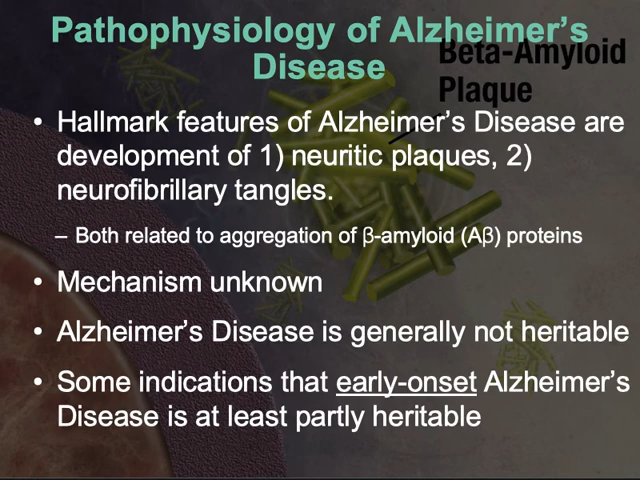 Pathophysiology of Alzheimer’s
Disease
Beta-Amyloid
Plaque
• Hallmark features of Alzheimer’s Disease are
development of 1) neuritic plaques, 2)
neurofibrillary tangles.
– Both related to aggregation of β-amyloid (Aβ) proteins
• Mechanism unknown
• Alzheimer’s Disease is generally not heritable
• Some indications that early-onset Alzheimer’s
Disease is at least partly heritable